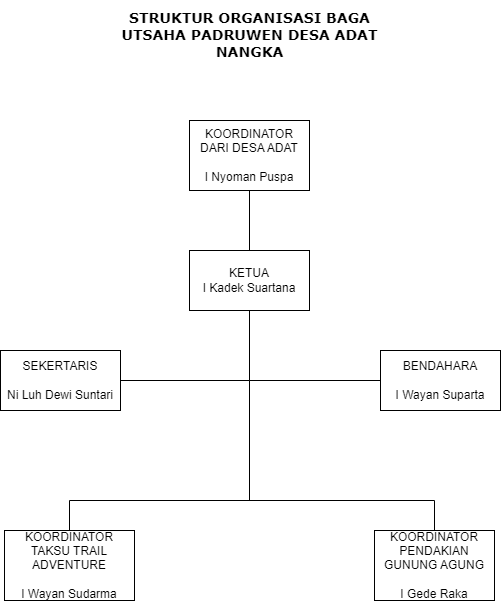 STRUKTUR ORGANISASI BAGA
UTSAHA PADRUWEN DESA ADAT
NANGKA
KOORDINATOR
DARI DESA ADAT
I Nyoman Puspa
KETUA
I Kadek Suartana
SEKERTARIS
Ni Luh Dewi Suntari
BENDAHARA
I Wayan Suparta
KOORDINATOR
TAKSU TRAIL
ADVENTURE
I Wayan Sudarma
KOORDINATOR
PENDAKIAN
GUNUNG AGUNG
I Gede Raka